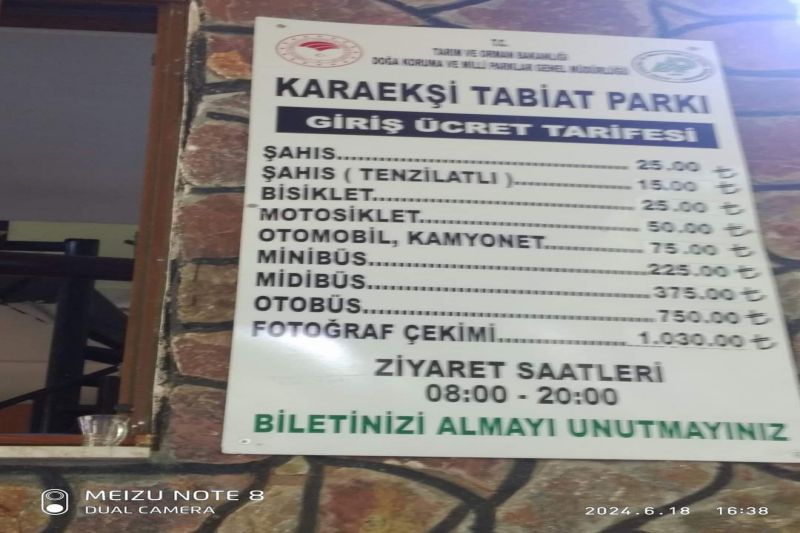 T.C.
TARIM VE ORMAN BAKANLIĞI
DOĞA KORUMA VE MİLLİ PARKLAR GENEL MÜDÜRLÜĞÜ
KARAEKŞİ TABİAT PARKI
GİRİŞ ÜCRET TARİFESİ
ŞAHIS.......................................... 25.00 ₺
ŞAHIS ( TENZİLATLI ).................. 15.00 ₺
BİSİKLET....................................... 25.00 ₺
MOTOSİKLET................................ 50.00 ₺
OTOMOBİL, KAMYONET.............. 75.00 ₺
MİNİBÜS........................................ 225.00 ₺
MİDİBÜS........................................ 375.00 ₺
OTOBÜS......................................... 750.00 ₺
FOTOĞRAF ÇEKİMİ..................... 1.030.00 ₺
ZİYARET SAATLERİ
08:00 - 20:00
BİLETİNİZİ ALMAYI UNUTMAYINIZ
MEIZU NOTE 8
DUAL CAMERA
2024.6.18 16:38